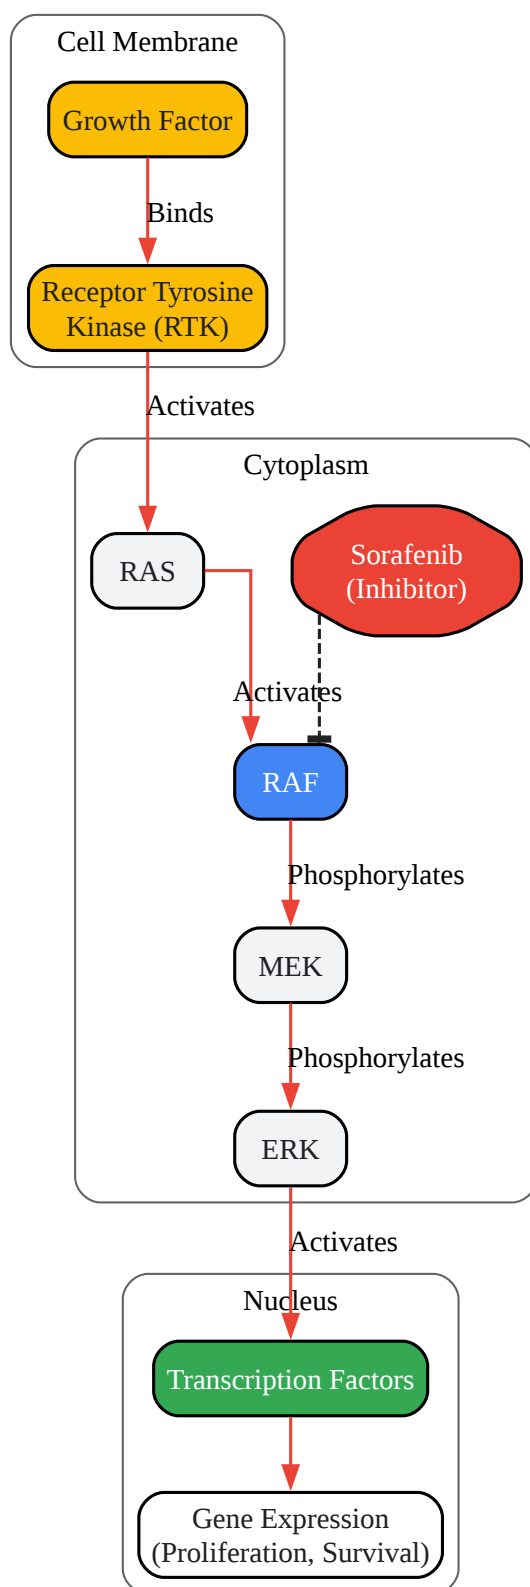 Cell Membrane
Growth Factor
Binds
Receptor Tyrosine
Kinase (RTK)
Activates
Cytoplasm
RAS
Sorafenib
(Inhibitor)
Activates
RAF
Phosphorylates
MEK
Phosphorylates
ERK
Activates
Nucleus
Transcription Factors
Gene Expression
(Proliferation, Survival)